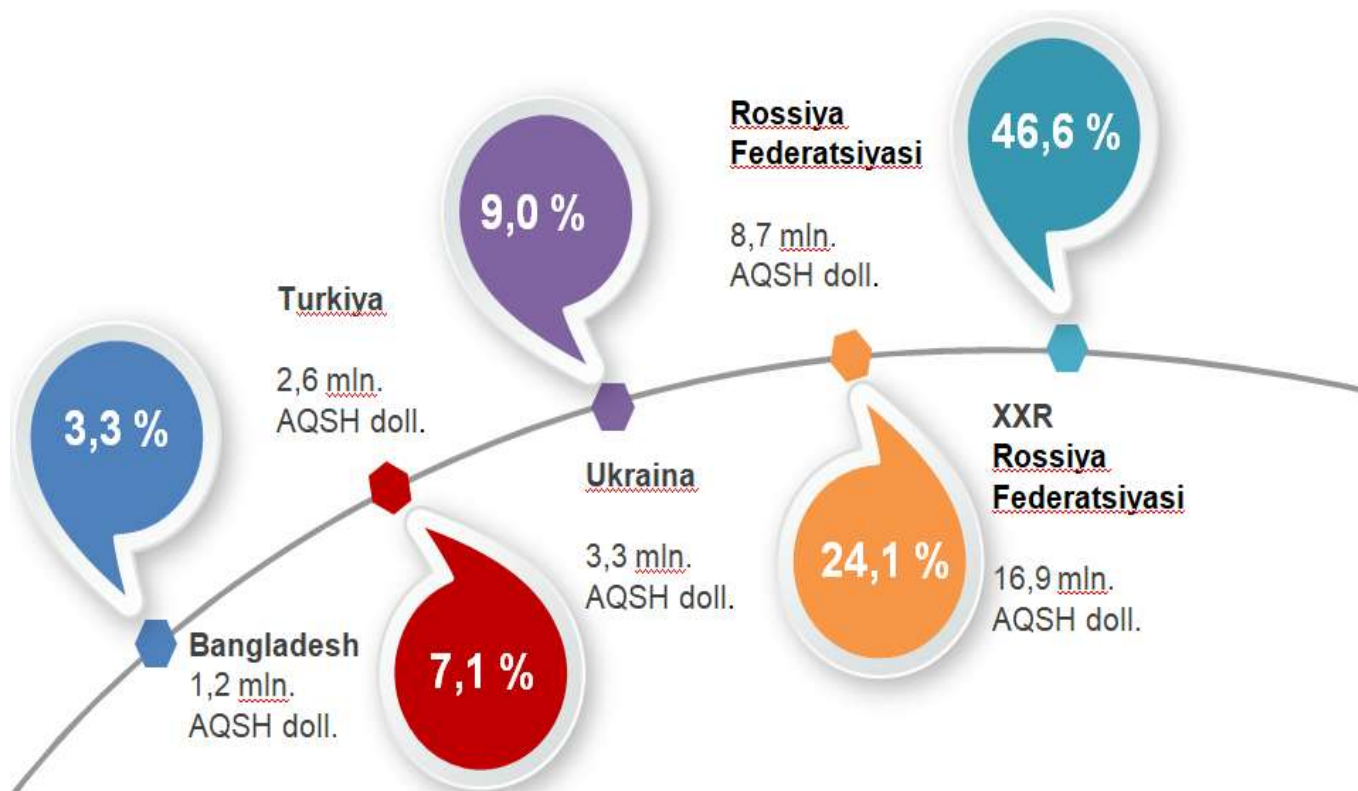 3,3 %
Bangladesh
1,2 mln.
AQSH doll.
Turkiya
2,6 mln.
AQSH doll.
7,1 %
9,0 %
Ukraina
3,3 mln.
AQSH doll.
Rossiya
Federatsiyasi
8,7 mln.
AQSH doll.
24,1 %
46,6 %
XXR
Rossiya
Federatsiyasi
16,9 mln.
AQSH doll.